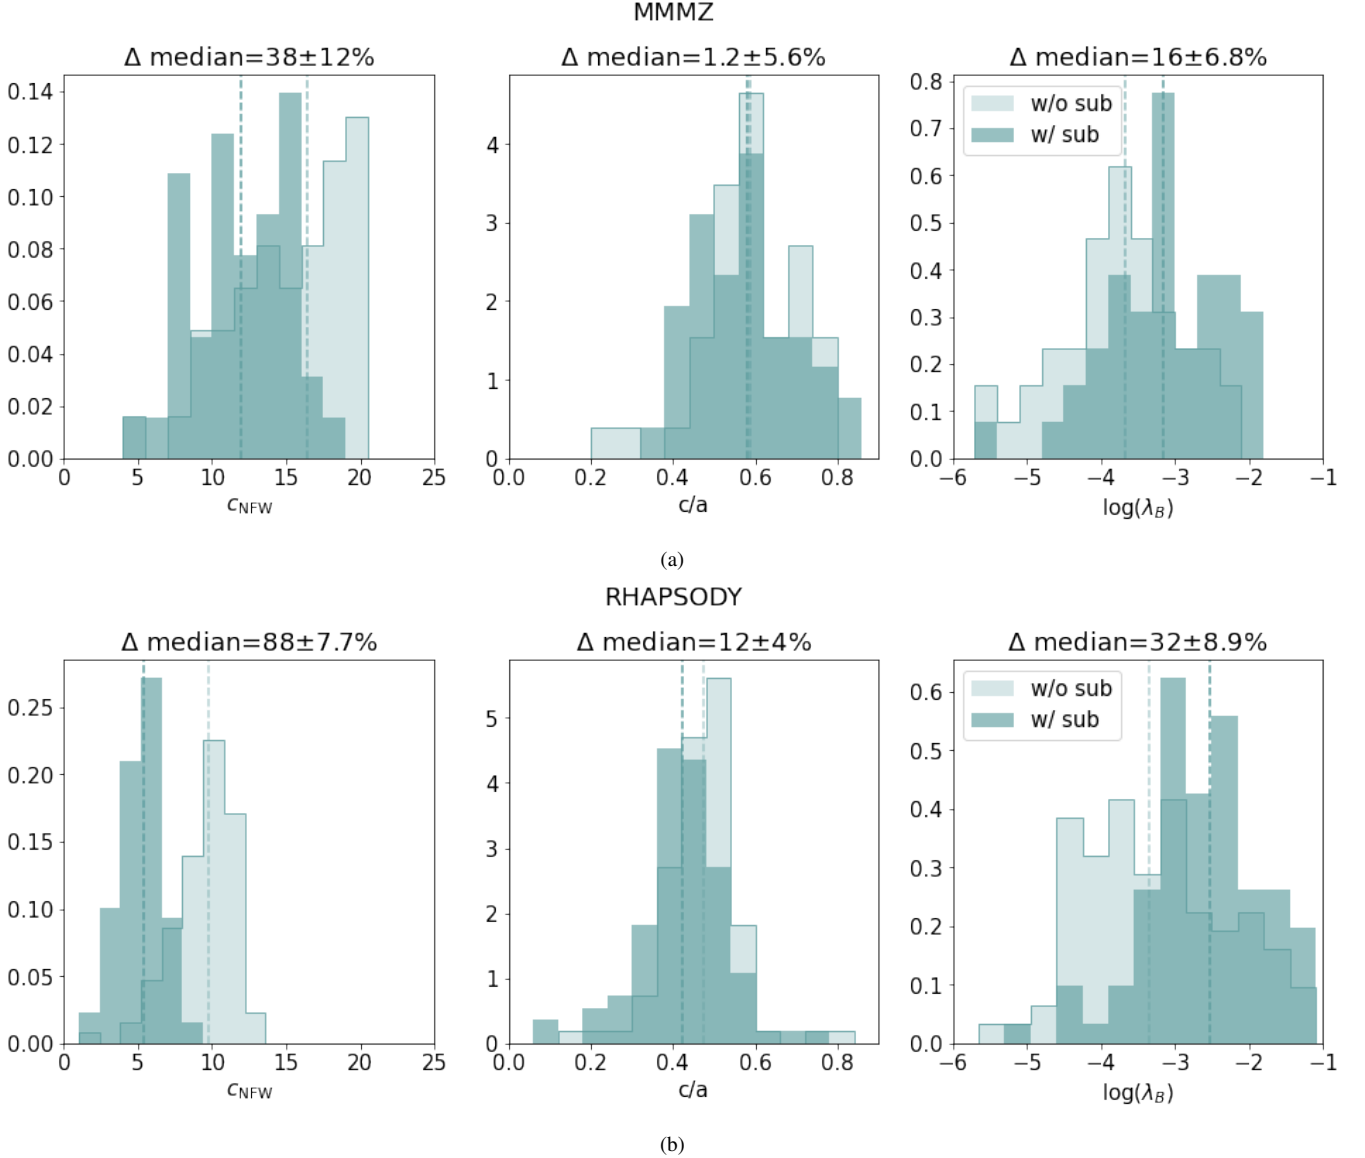 MMMZ
Δ median=38±12%
Δ median=1.2±5.6%
Δ median=16±6.8%
0.14
0.12
0.10
0.08
0.06
0.04
0.02
0.00
0 5 10 15 20 25
c_NFW
4
3
2
1
0
0.0 0.2 0.4 0.6 0.8
c/a
0.8
0.7
0.6
0.5
0.4
0.3
0.2
0.1
0.0
w/o sub
w/ sub
−6 −5 −4 −3 −2 −1
log(λ_B)
(a)
RHAPSODY
Δ median=88±7.7%
Δ median=12±4%
Δ median=32±8.9%
0.25
0.20
0.15
0.10
0.05
0.00
0 5 10 15 20 25
c_NFW
5
4
3
2
1
0
0.0 0.2 0.4 0.6 0.8
c/a
0.6
0.5
0.4
0.3
0.2
0.1
0.0
w/o sub
w/ sub
−6 −5 −4 −3 −2 −1
log(λ_B)
(b)